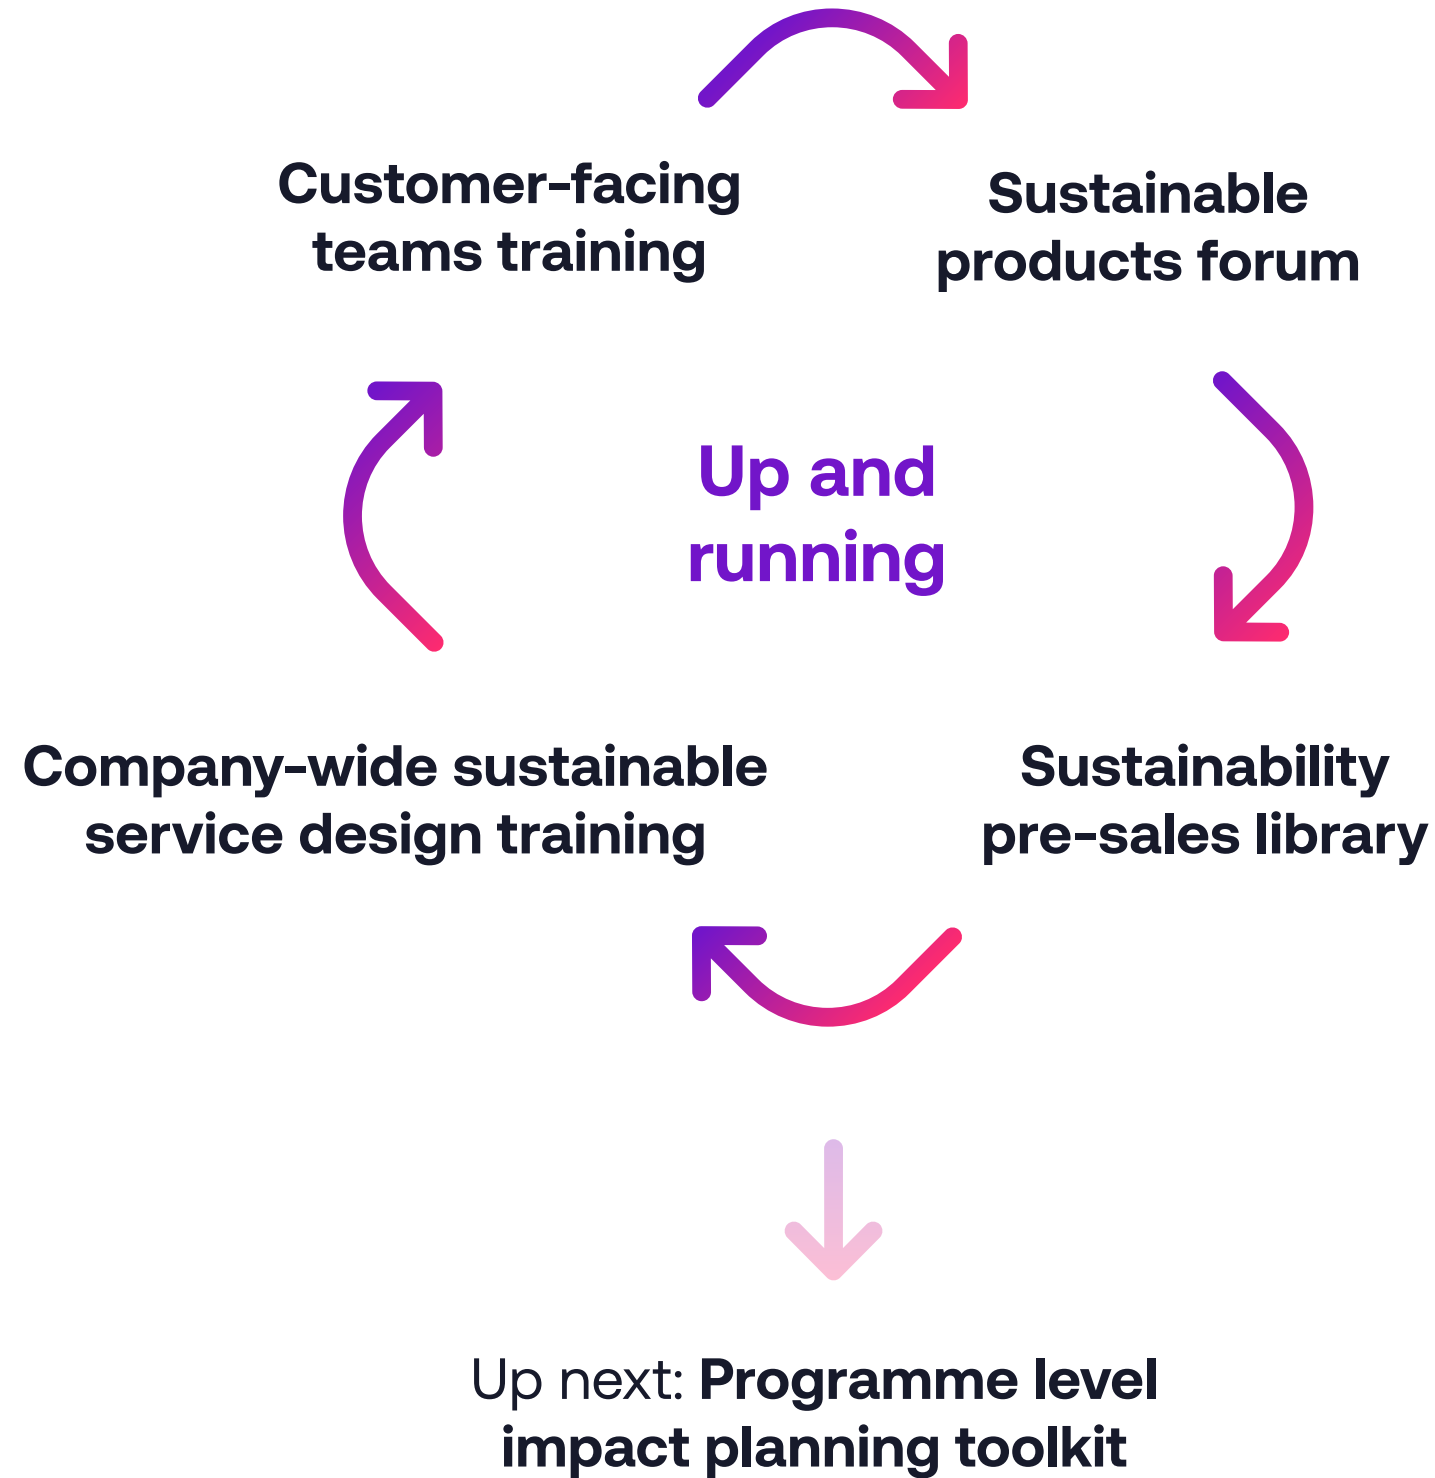 Customer-facing
teams training
Sustainable
products forum
Up and
running
Company-wide sustainable
service design training
Sustainability
pre-sales library
Up next: Programme level
impact planning toolkit